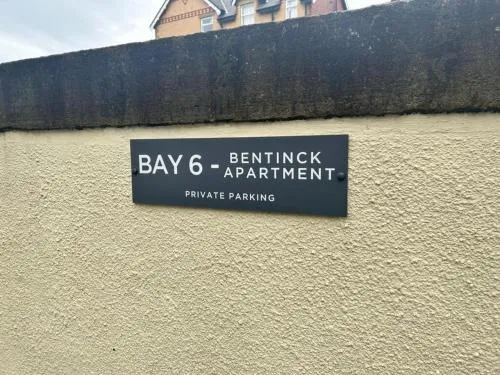 BAY 6 - BENTINCK
APARTMENT
PRIVATE PARKING